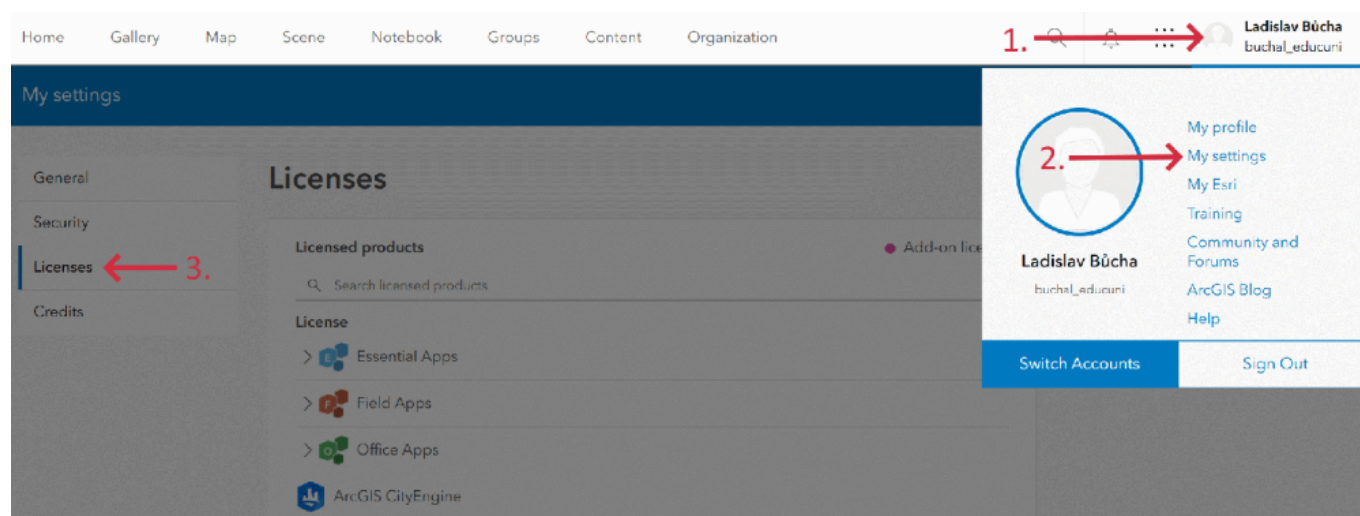 Home Gallery Map Scene Notebook Groups Content Organization 1. Ladislav Bůcha
buchal_educuni
My settings
General
Security
Licenses 3.
Credits
Licenses
Licensed products Add-on lice
Search licensed products
License
E Essential Apps
F Field Apps
O Office Apps
ArcGIS CityEngine
2.
Ladislav Bůcha
buchal_educuni
My profile
My settings
My Esri
Training
Community and
Forums
ArcGIS Blog
Help
Switch Accounts Sign Out